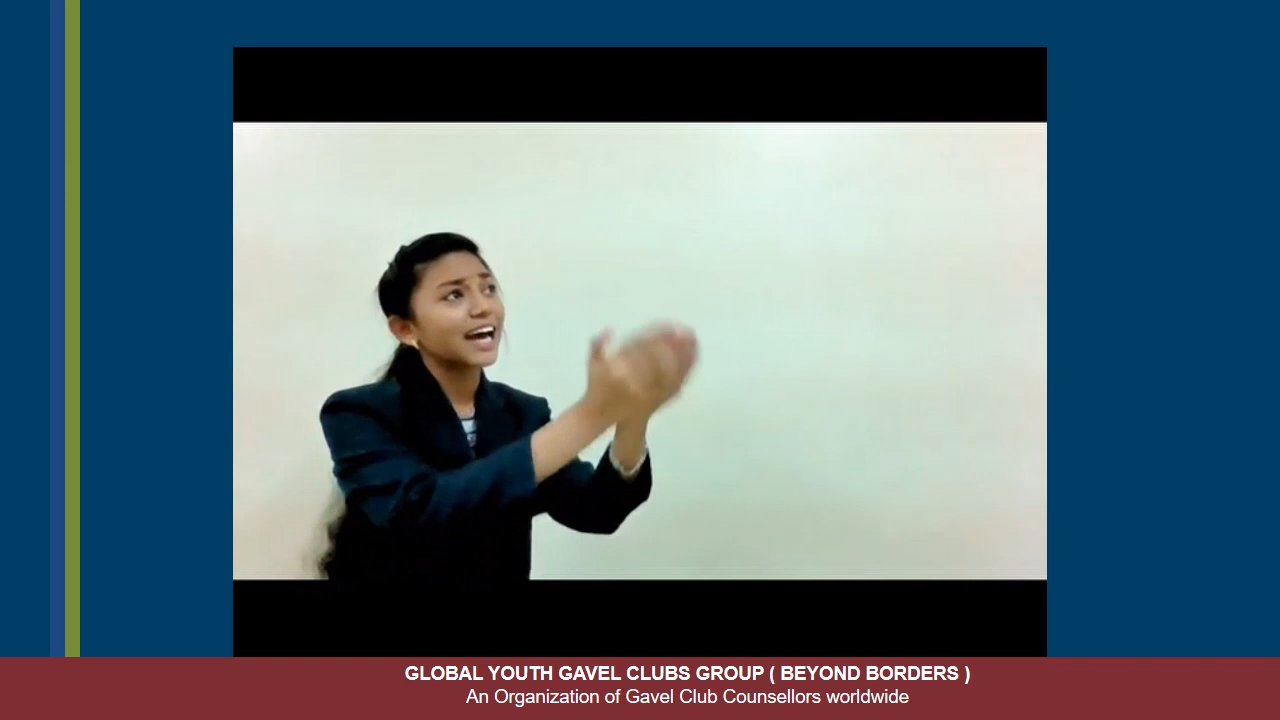 GLOBAL YOUTH GAVEL CLUBS GROUP ( BEYOND BORDERS )
An Organization of Gavel Club Counsellors worldwide